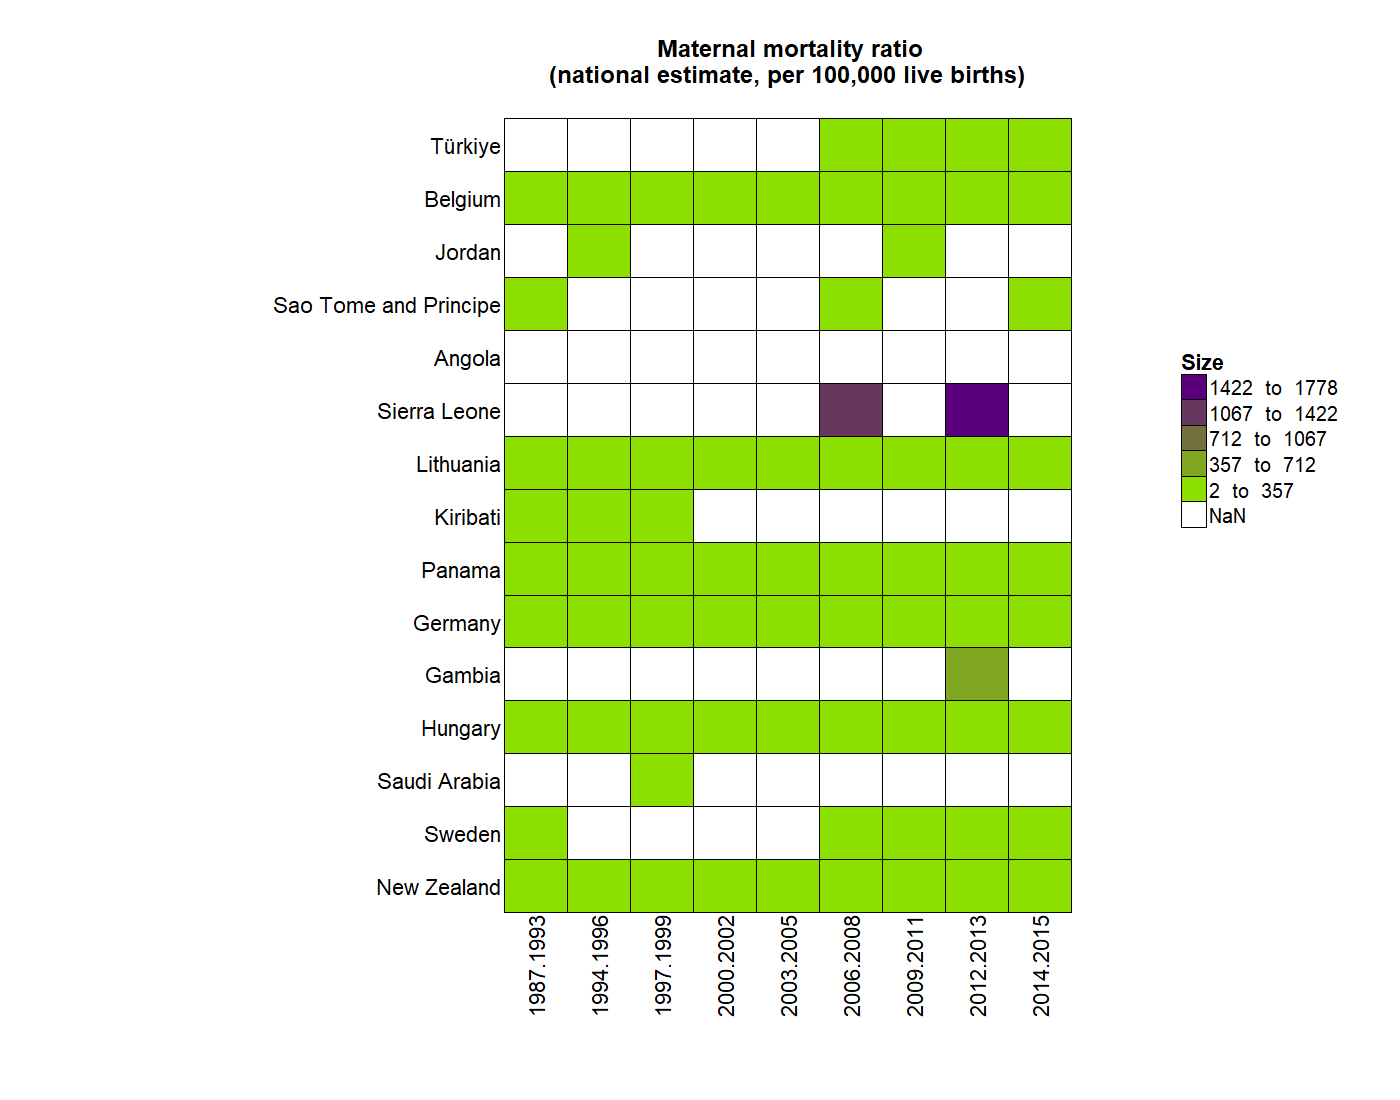 Maternal mortality ratio
(national estimate, per 100,000 live births)
Türkiye
Belgium
Jordan
Sao Tome and Principe
Angola
Sierra Leone
Lithuania
Kiribati
Panama
Germany
Gambia
Hungary
Saudi Arabia
Sweden
New Zealand
1987.1993
1994.1996
1997.1999
2000.2002
2003.2005
2006.2008
2009.2011
2012.2013
2014.2015
Size
1422 to 1778
1067 to 1422
712 to 1067
357 to 712
2 to 357
NaN